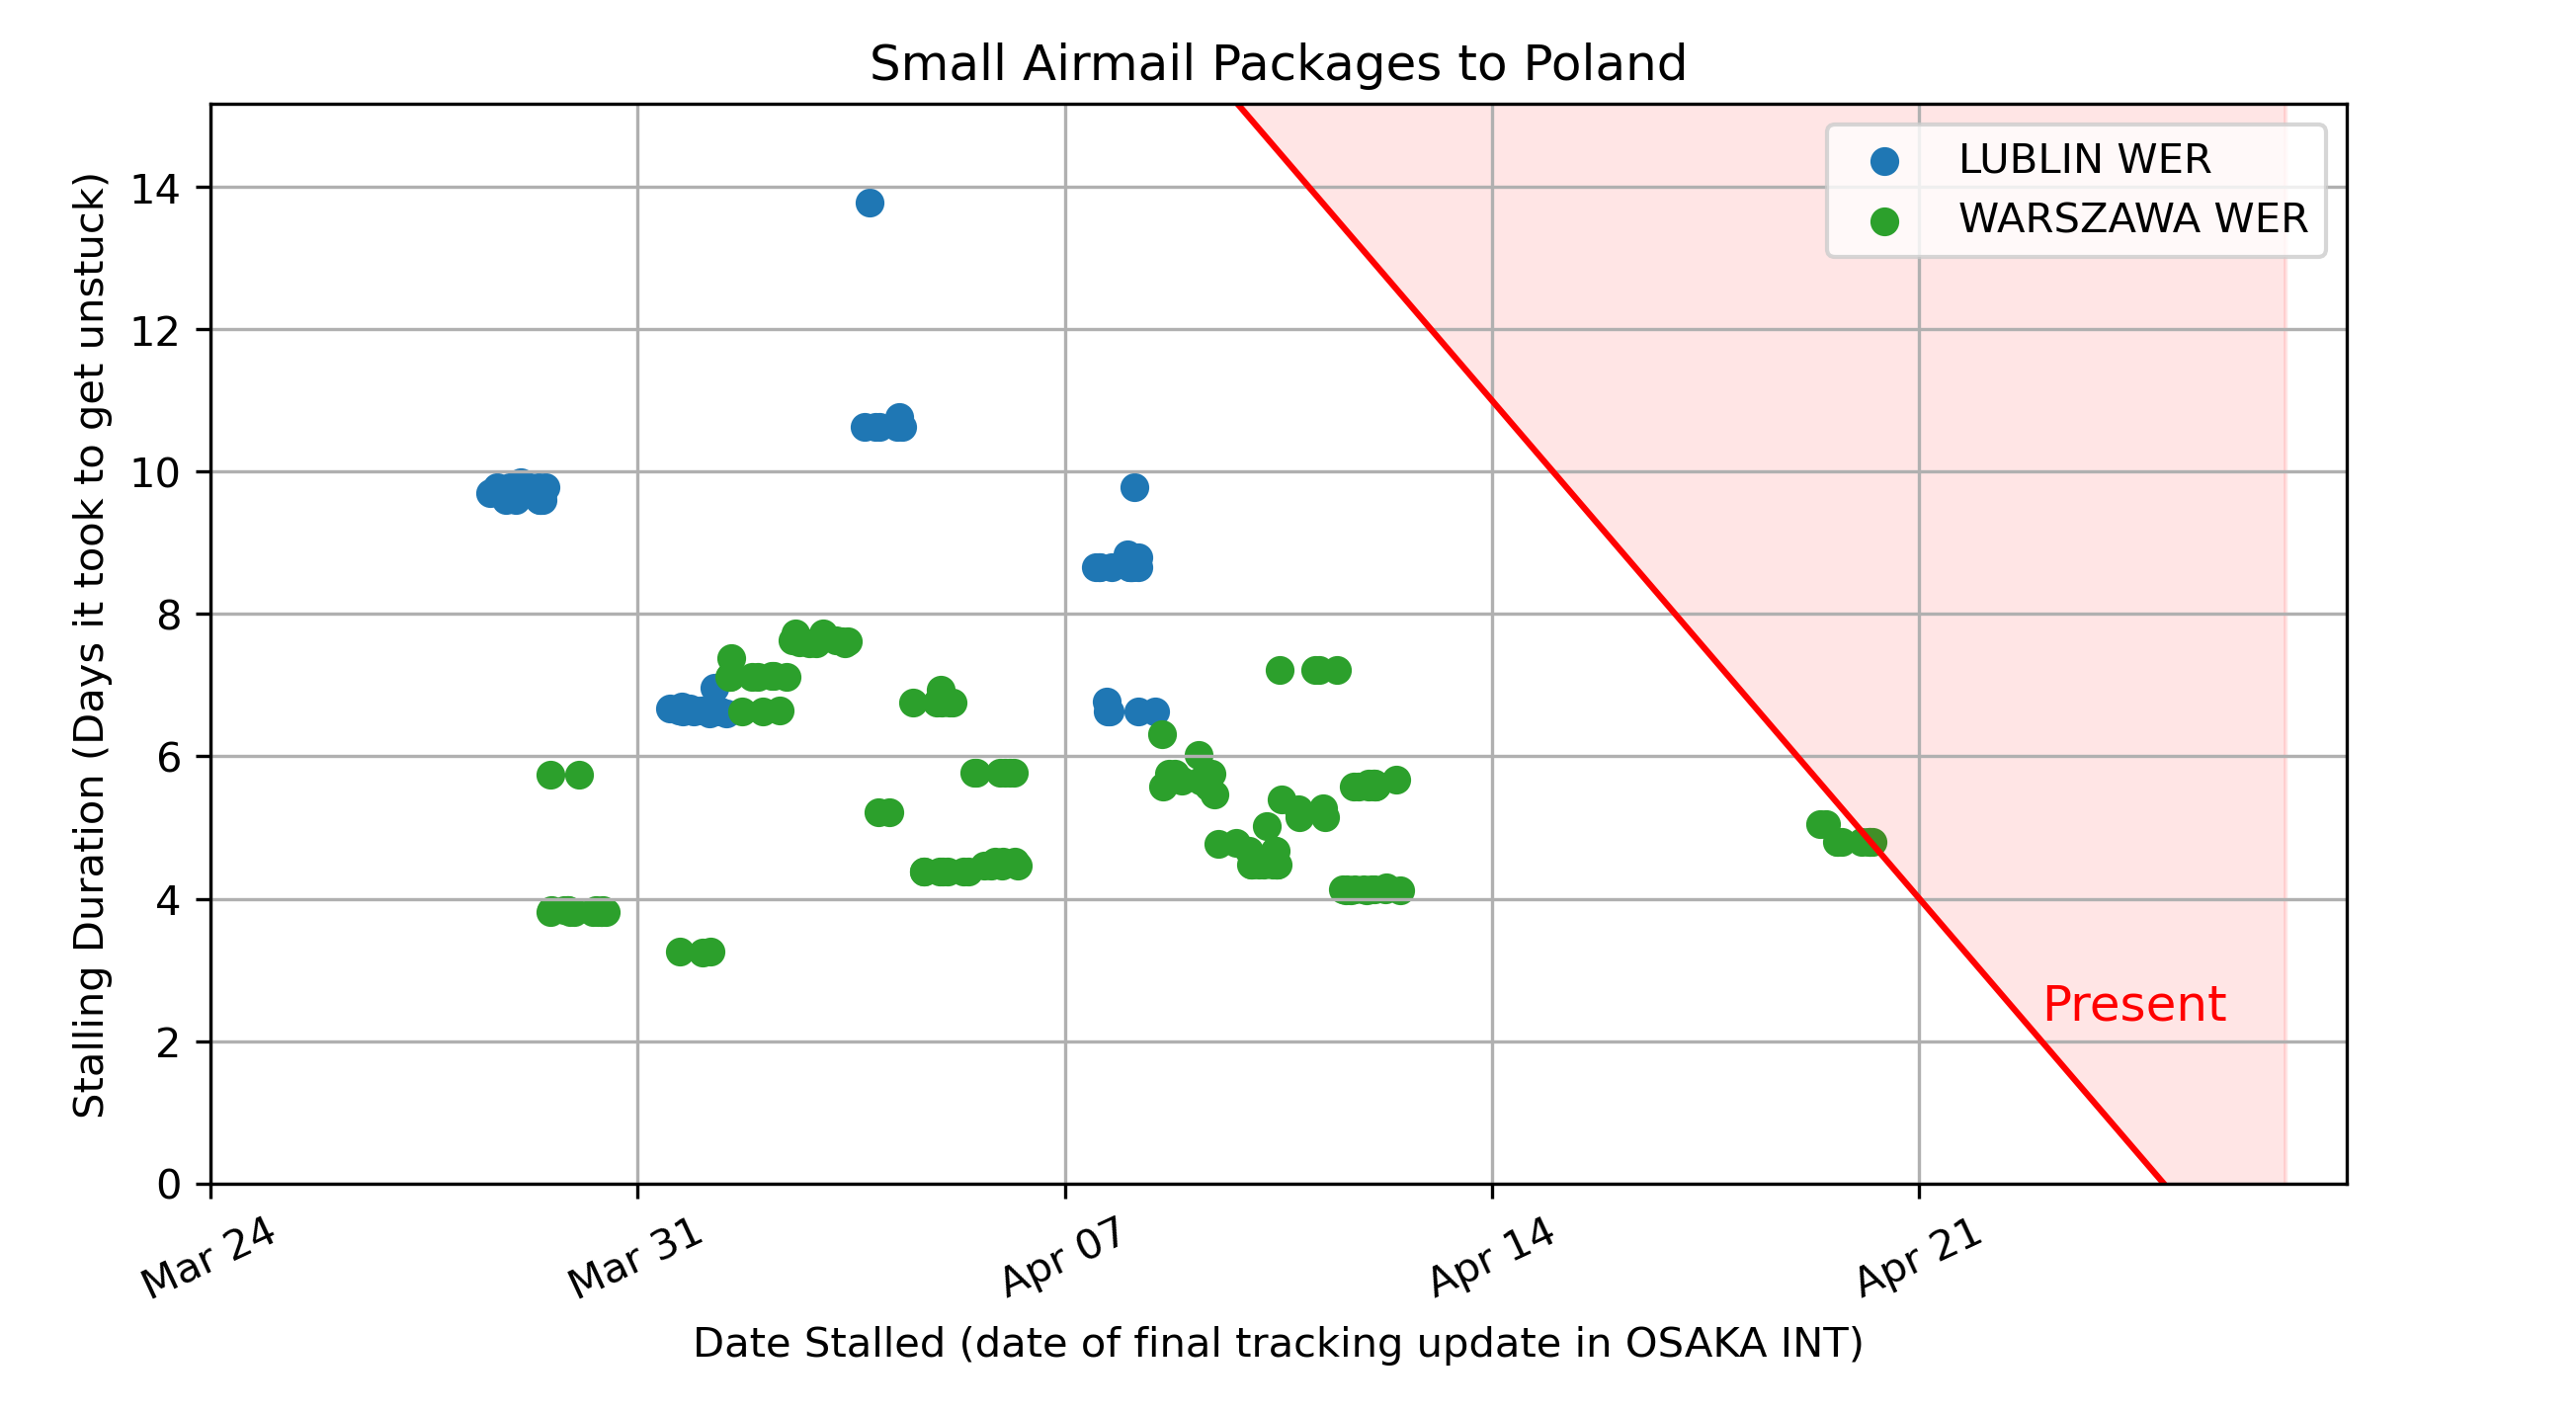 Small Airmail Packages to Poland
Stalling Duration (Days it took to get unstuck)
14
12
10
8
6
4
2
0
LUBLIN WER
WARSZAWA WER
Present
Mar 24
Mar 31
Apr 07
Apr 14
Apr 21
Date Stalled (date of final tracking update in OSAKA INT)